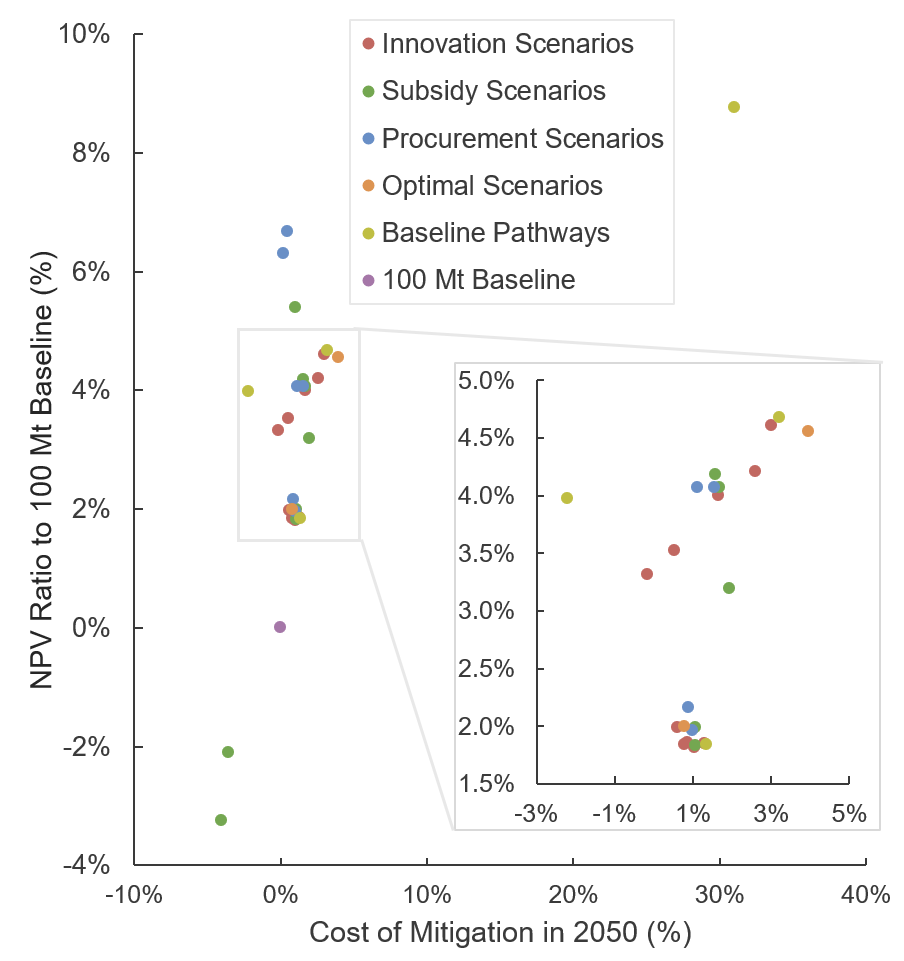 10%
8%
6%
4%
2%
0%
-2%
-4%
NPV Ratio to 100 Mt Baseline (%)
Innovation Scenarios
Subsidy Scenarios
Procurement Scenarios
Optimal Scenarios
Baseline Pathways
100 Mt Baseline
5.0%
4.5%
4.0%
3.5%
3.0%
2.5%
2.0%
1.5%
-3% -1% 1% 3% 5%
-10% 0% 10% 20% 30% 40%
Cost of Mitigation in 2050 (%)